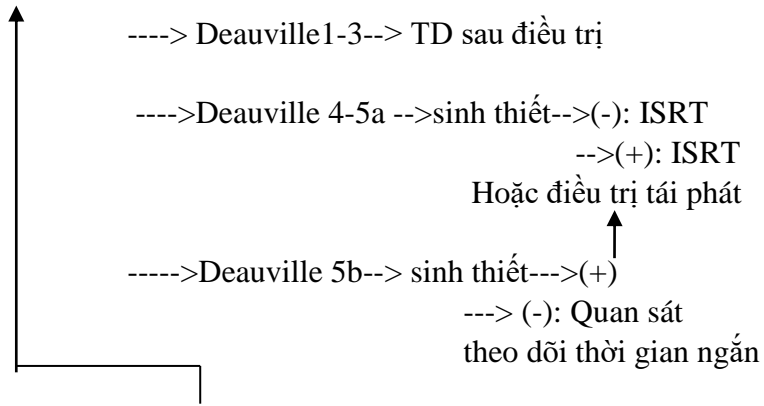 ----> Deauville1-3--> TD sau điều trị
---->Deauville 4-5a -->sinh thiết-->(-): ISRT
-->(+): ISRT
Hoặc điều trị tái phát
----->Deauville 5b--> sinh thiết--->(+)
---> (-): Quan sát
theo dõi thời gian ngắn